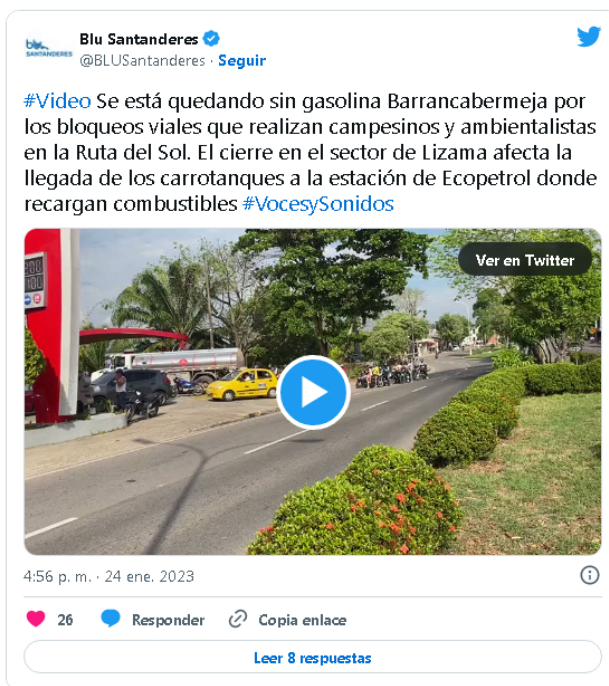 blu
SANTANDERES
Blu Santanderes
@BLUSantanderes · Seguir
#Video Se está quedando sin gasolina Barrancabermeja por
los bloqueos viales que realizan campesinos y ambientalistas
en la Ruta del Sol. El cierre en el sector de Lizama afecta la
llegada de los carrotanques a la estación de Ecopetrol donde
recargan combustibles #VocesySonidos
Ver en Twitter
4:56 p. m. · 24 ene. 2023
26 Responder Copia enlace
Leer 8 respuestas